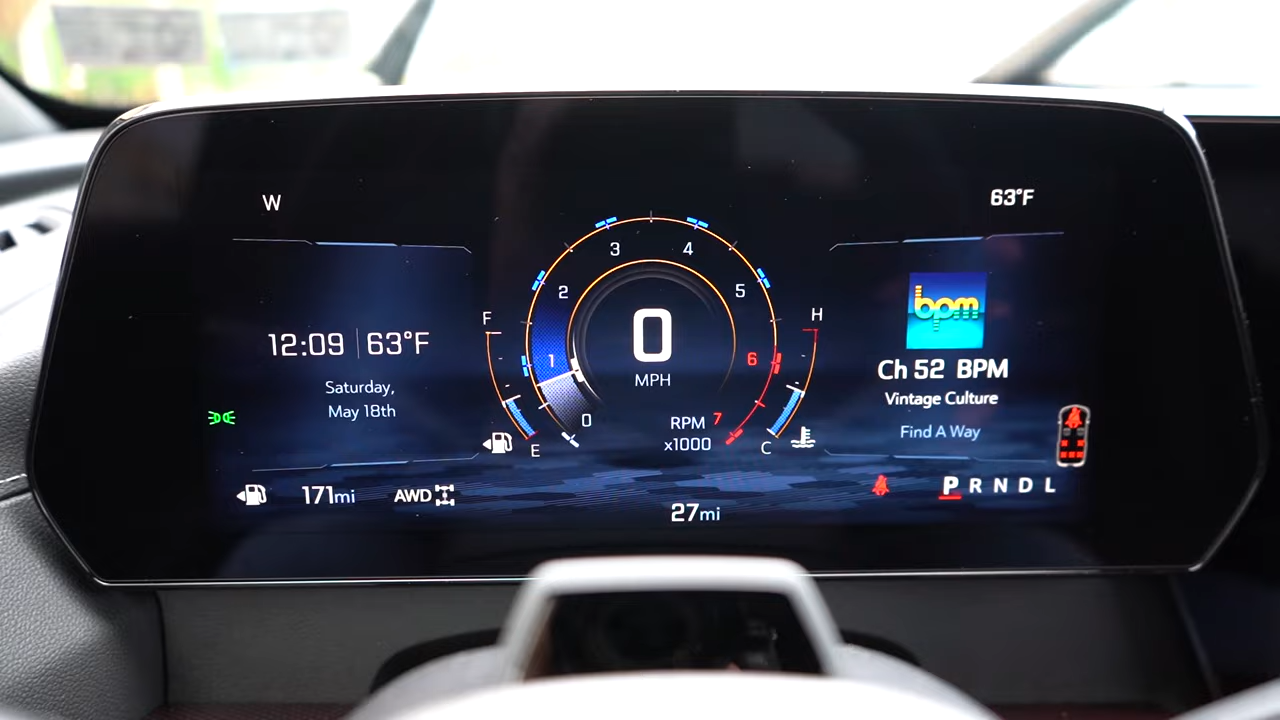 W
63°F
12:09 63°F
Saturday,
May 18th
F
E
0
1
2
3
4
5
6
7
0
MPH
RPM
x1000
H
C
bpm
Ch 52 BPM
Vintage Culture
Find A Way
171mi
AWD
27mi
P R N D L